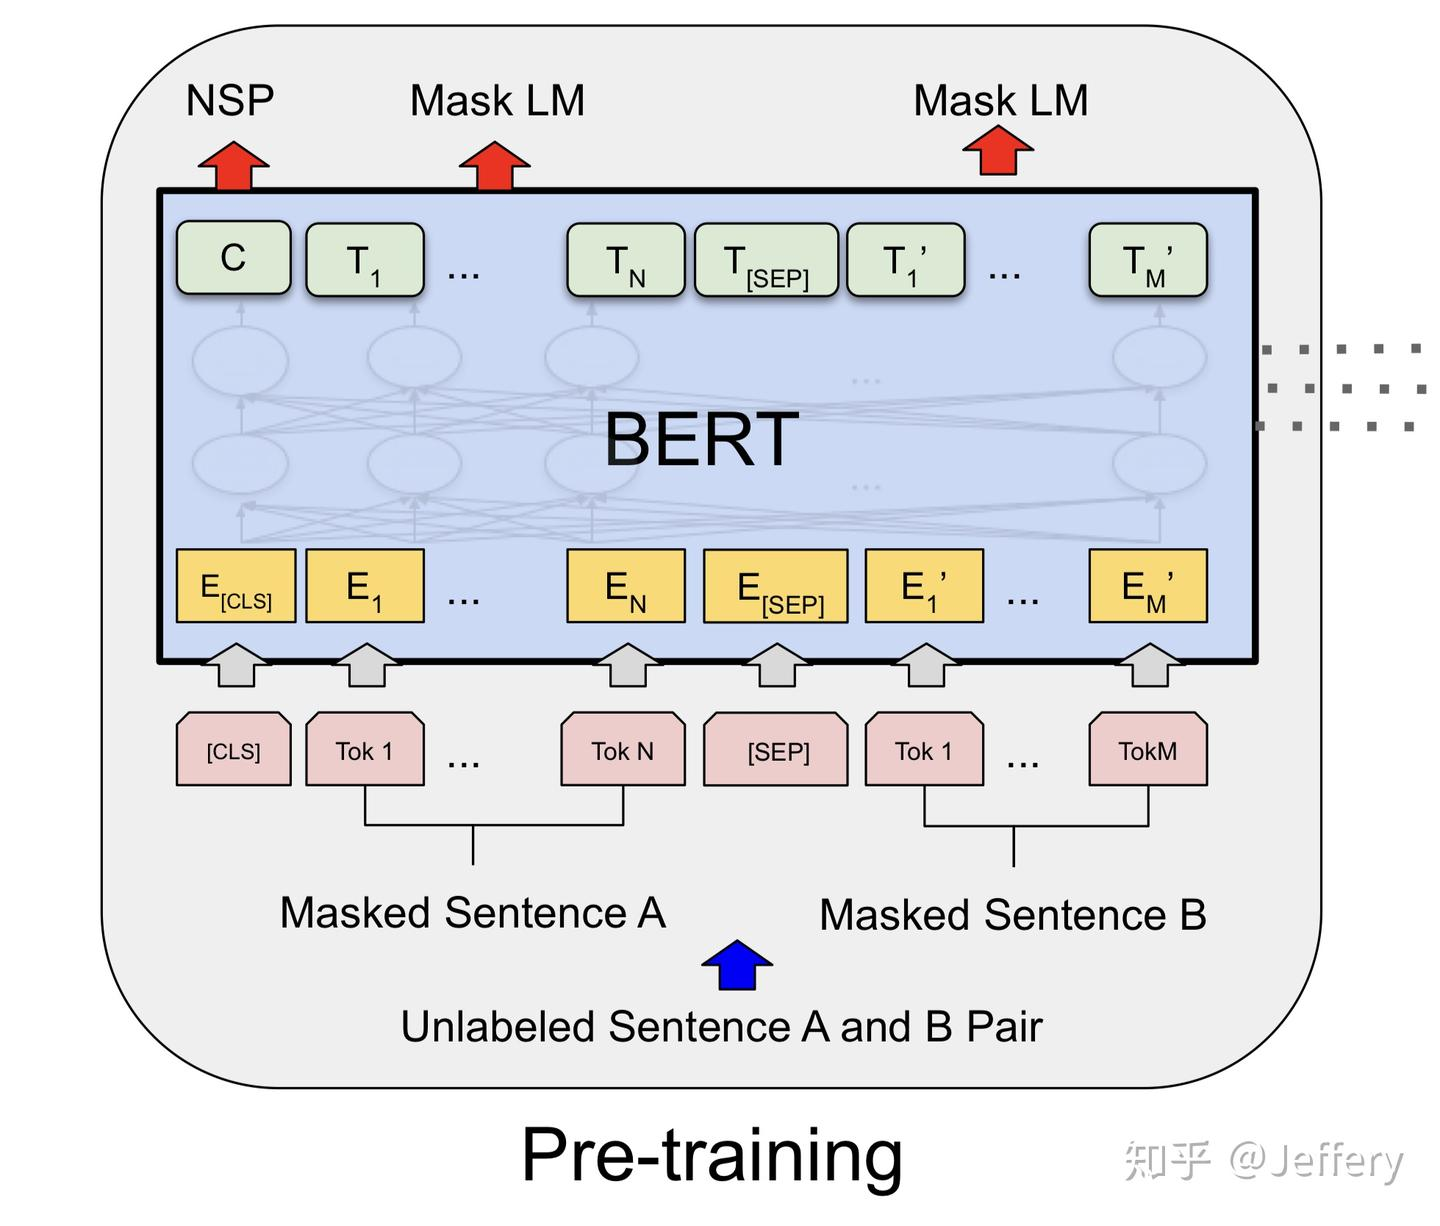 NSP Mask LM Mask LM
C T1 ... TN T[SEP] T1’ ... TM’
...
BERT
...
E[CLS] E1 ... EN E[SEP] E1’ ... EM’
[CLS] Tok 1 ... Tok N [SEP] Tok 1 ... TokM
Masked Sentence A Masked Sentence B
Unlabeled Sentence A and B Pair
Pre-training
知乎 @Jeffery